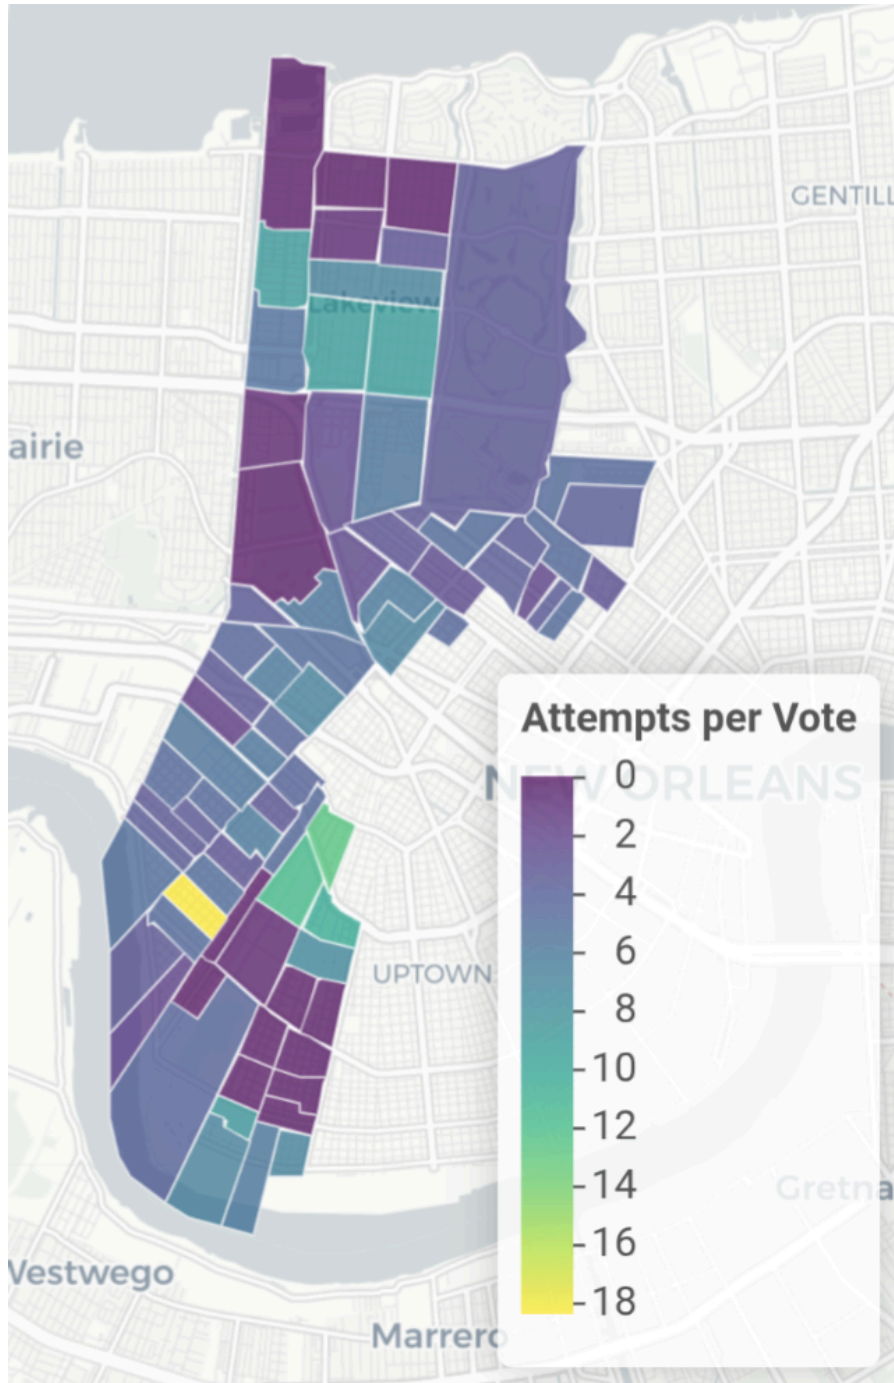 GENTILL
Lakeview
airie
Attempts per Vote
0
NEW ORLEANS
2
4
6
UPTOWN
8
10
12
14
Gretna
16
Westwego
18
Marrero